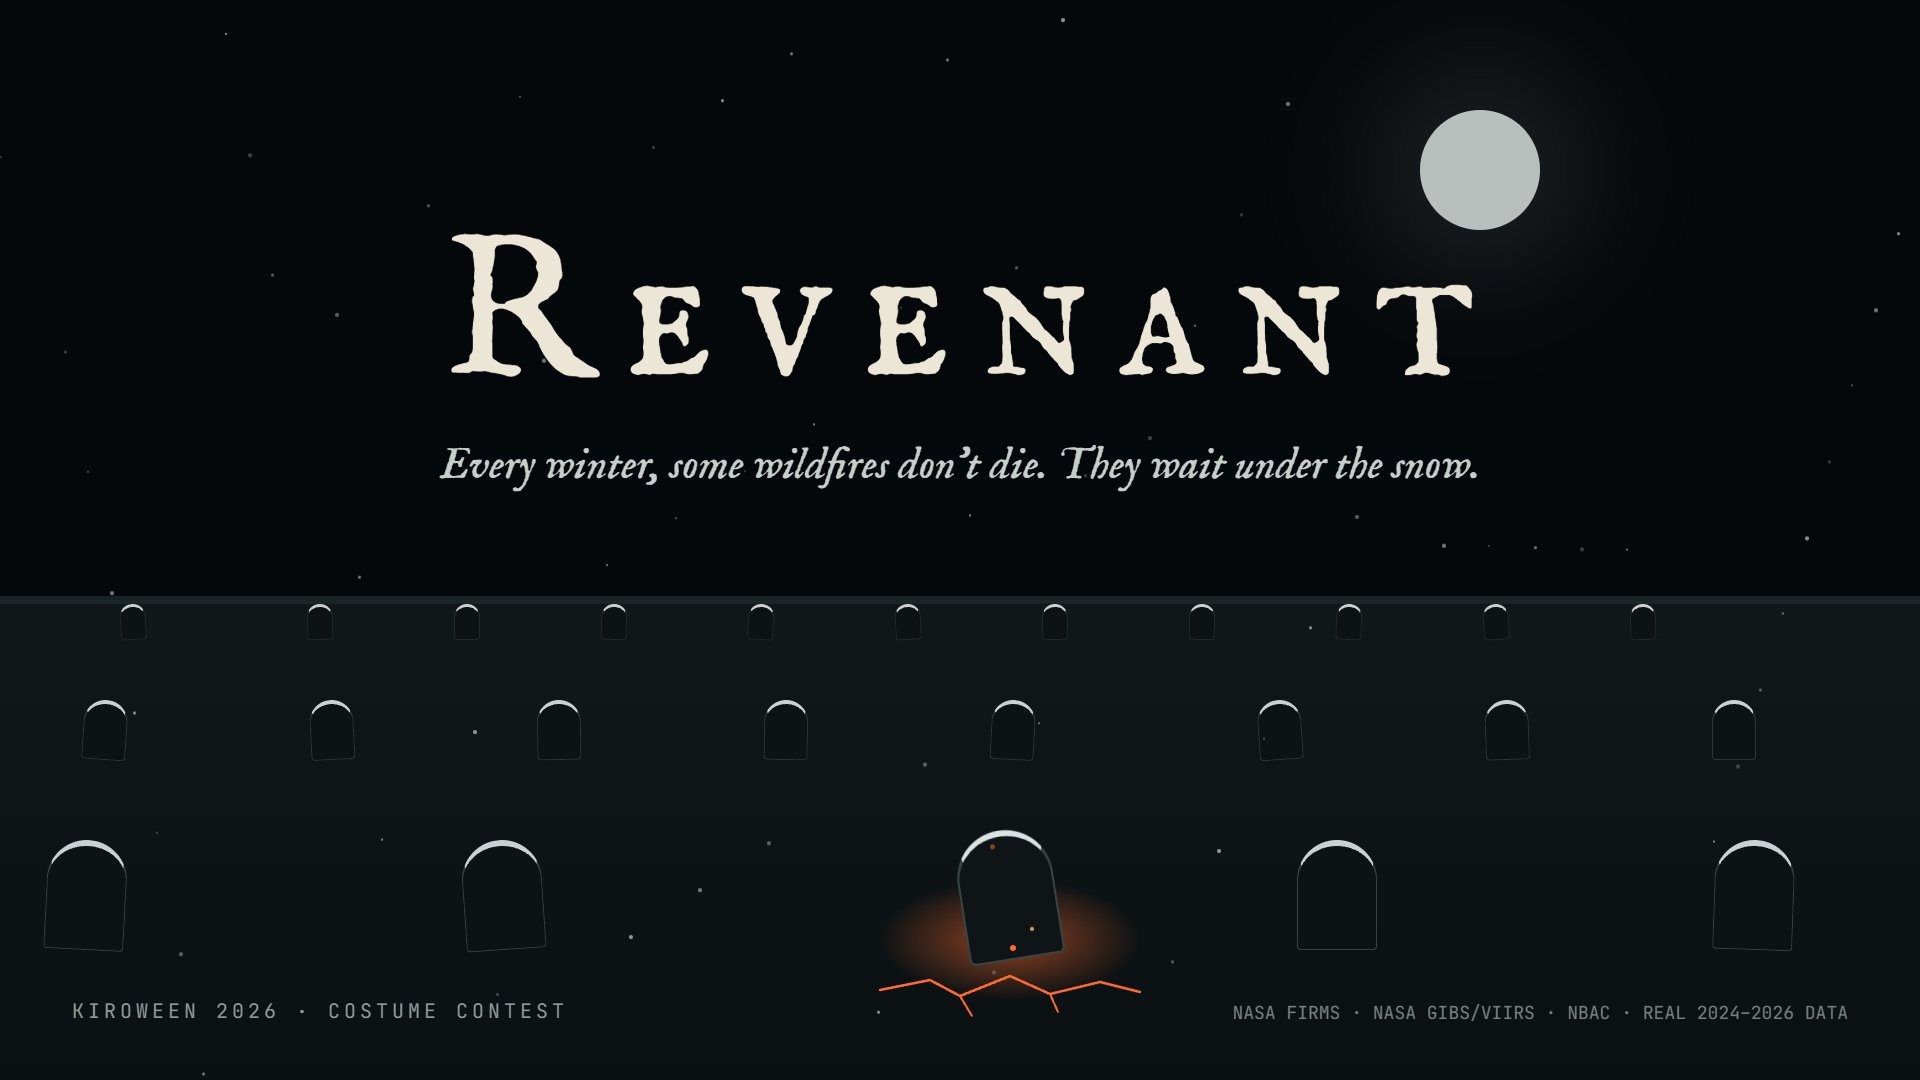 Revenant
Every winter, some wildfires don’t die. They wait under the snow.
KIROWEEN 2026 · COSTUME CONTEST
NASA FIRMS · NASA GIBS/VIIRS · NBAC · REAL 2024–2026 DATA